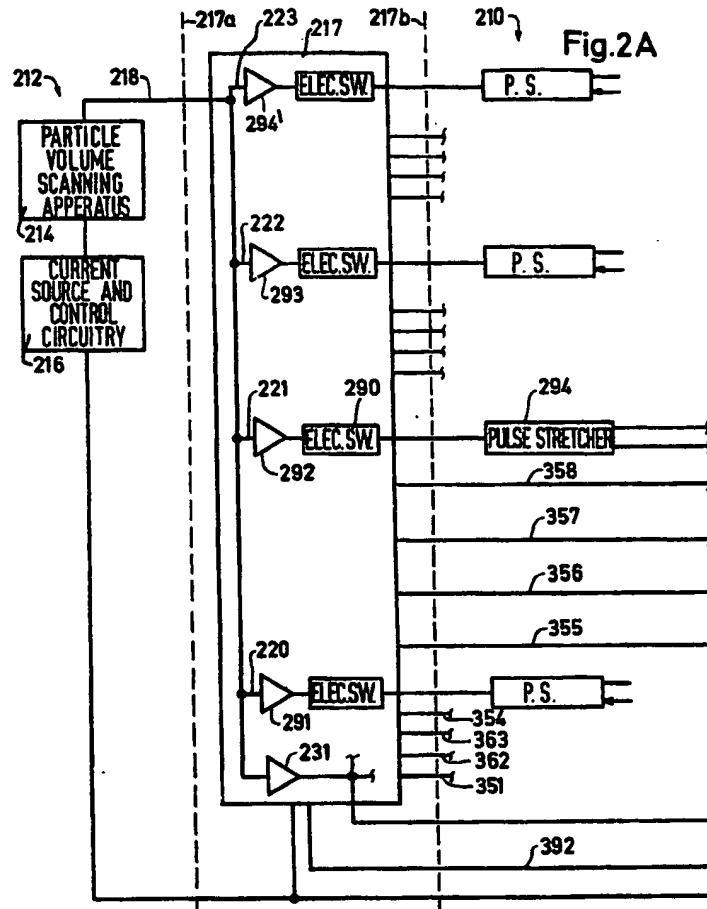 217a
223
217
217b
210
Fig.2A
212
218
ELEC.SW.
P. S.
294'
PARTICLE
VOLUME
SCANNING
APPARATUS
214
222
ELEC.SW.
P. S.
293
CURRENT
SOURCE AND
CONTROL
CIRCUITRY
216
221
290
294
ELEC.SW.
PULSE STRETCHER
292
358
357
356
355
220
ELEC.SW.
P. S.
291
354
363
362
351
231
392